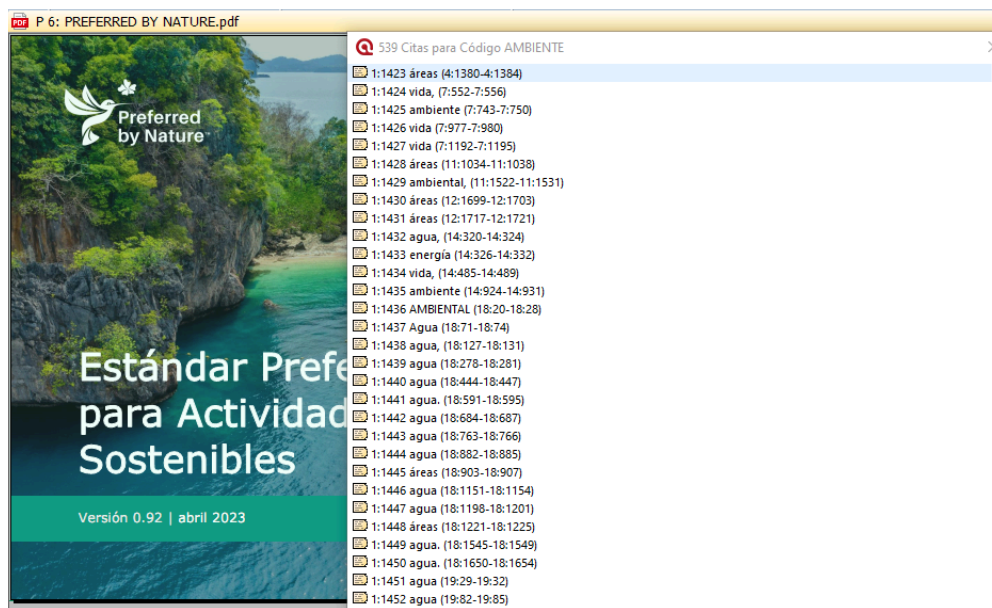 P 6: PREFERRED BY NATURE.pdf
Preferred
by Nature
Estándar Prefe
para Actividad
Sostenibles
Versión 0.92 | abril 2023
539 Citas para Código AMBIENTE
1:1423 áreas (4:1380-4:1384)
1:1424 vida, (7:552-7:556)
1:1425 ambiente (7:743-7:750)
1:1426 vida (7:977-7:980)
1:1427 vida (7:1192-7:1195)
1:1428 áreas (11:1034-11:1038)
1:1429 ambiental, (11:1522-11:1531)
1:1430 áreas (12:1699-12:1703)
1:1431 áreas (12:1717-12:1721)
1:1432 agua, (14:320-14:324)
1:1433 energía (14:326-14:332)
1:1434 vida, (14:485-14:489)
1:1435 ambiente (14:924-14:931)
1:1436 AMBIENTAL (18:20-18:28)
1:1437 Agua (18:71-18:74)
1:1438 agua, (18:127-18:131)
1:1439 agua (18:278-18:281)
1:1440 agua (18:444-18:447)
1:1441 agua. (18:591-18:595)
1:1442 agua (18:684-18:687)
1:1443 agua (18:763-18:766)
1:1444 agua (18:882-18:885)
1:1445 áreas (18:903-18:907)
1:1446 agua (18:1151-18:1154)
1:1447 agua (18:1198-18:1201)
1:1448 áreas (18:1221-18:1225)
1:1449 agua. (18:1545-18:1549)
1:1450 agua. (18:1650-18:1654)
1:1451 agua (19:29-19:32)
1:1452 agua (19:82-19:85)